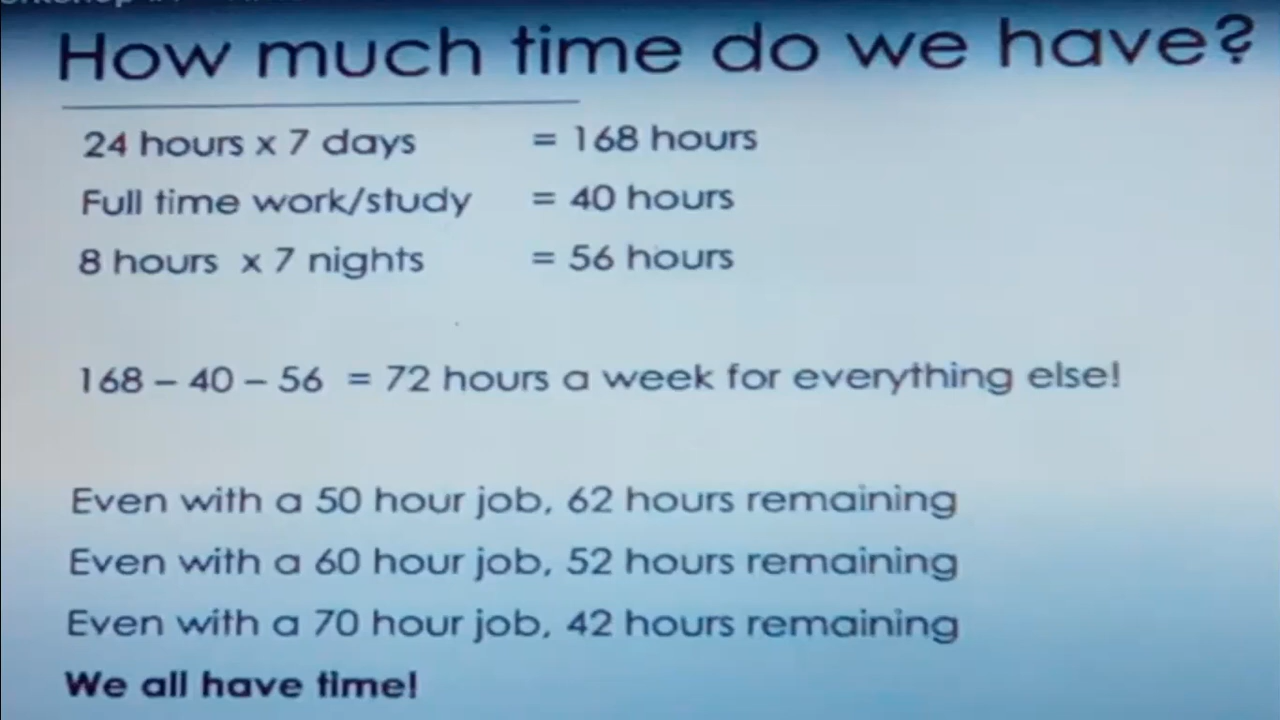 How much time do we have?
24 hours x 7 days = 168 hours
Full time work/study = 40 hours
8 hours x 7 nights = 56 hours
168 – 40 – 56 = 72 hours a week for everything else!
Even with a 50 hour job, 62 hours remaining
Even with a 60 hour job, 52 hours remaining
Even with a 70 hour job, 42 hours remaining
We all have time!